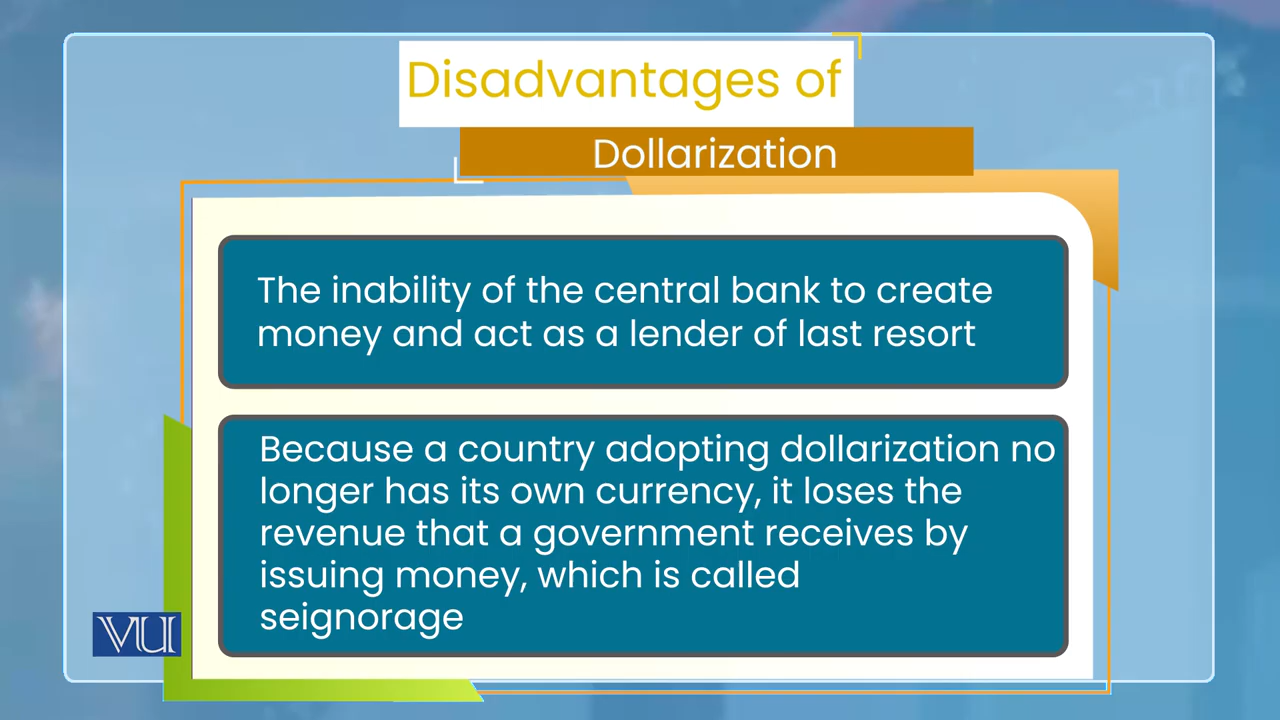 Disadvantages of
Dollarization
The inability of the central bank to create
money and act as a lender of last resort
Because a country adopting dollarization no
longer has its own currency, it loses the
revenue that a government receives by
issuing money, which is called
seignorage
VU